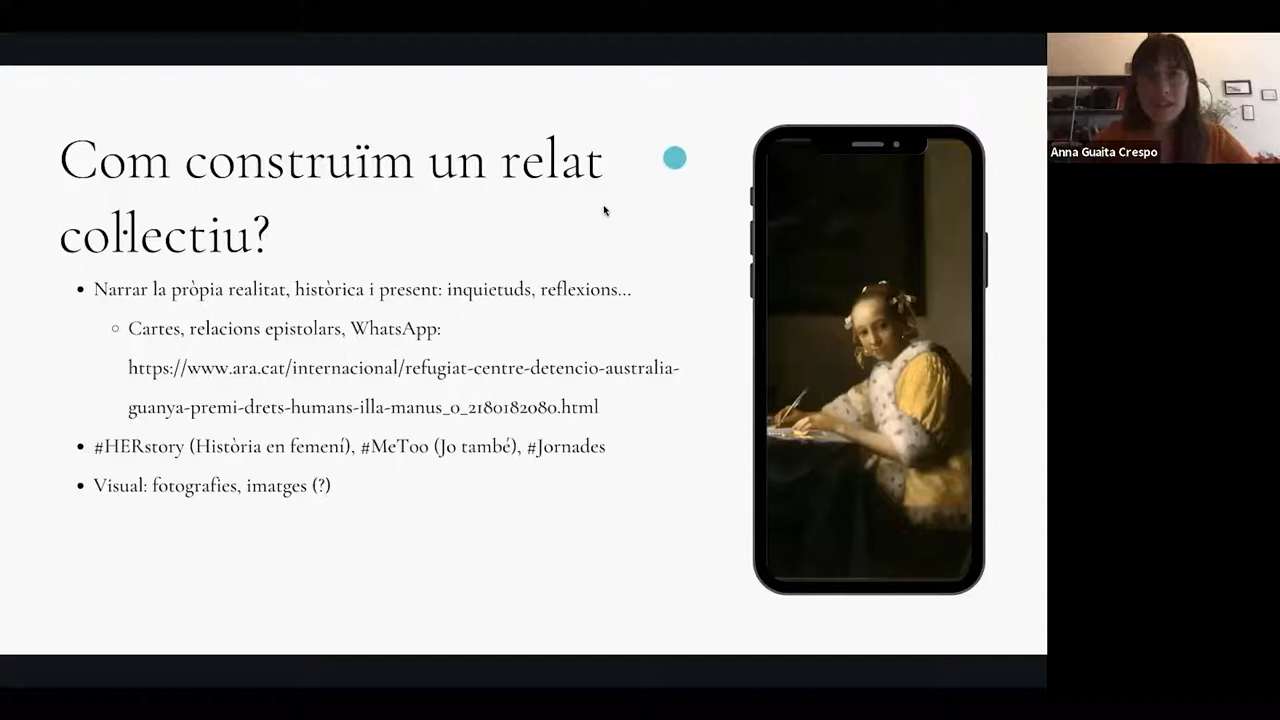 Com construïm un relat
col·lectiu?
• Narrar la pròpia realitat, històrica i present: inquietuds, reflexions...
○ Cartes, relacions epistolars, WhatsApp:
https://www.ara.cat/internacional/refugiat-centre-detencio-australia-
guanya-premi-drets-humans-illa-manus_0_2180182080.html
• #HERstory (Història en femení), #MeToo (Jo també), #Jornades
• Visual: fotografies, imatges (?)
Anna Guaita Crespo